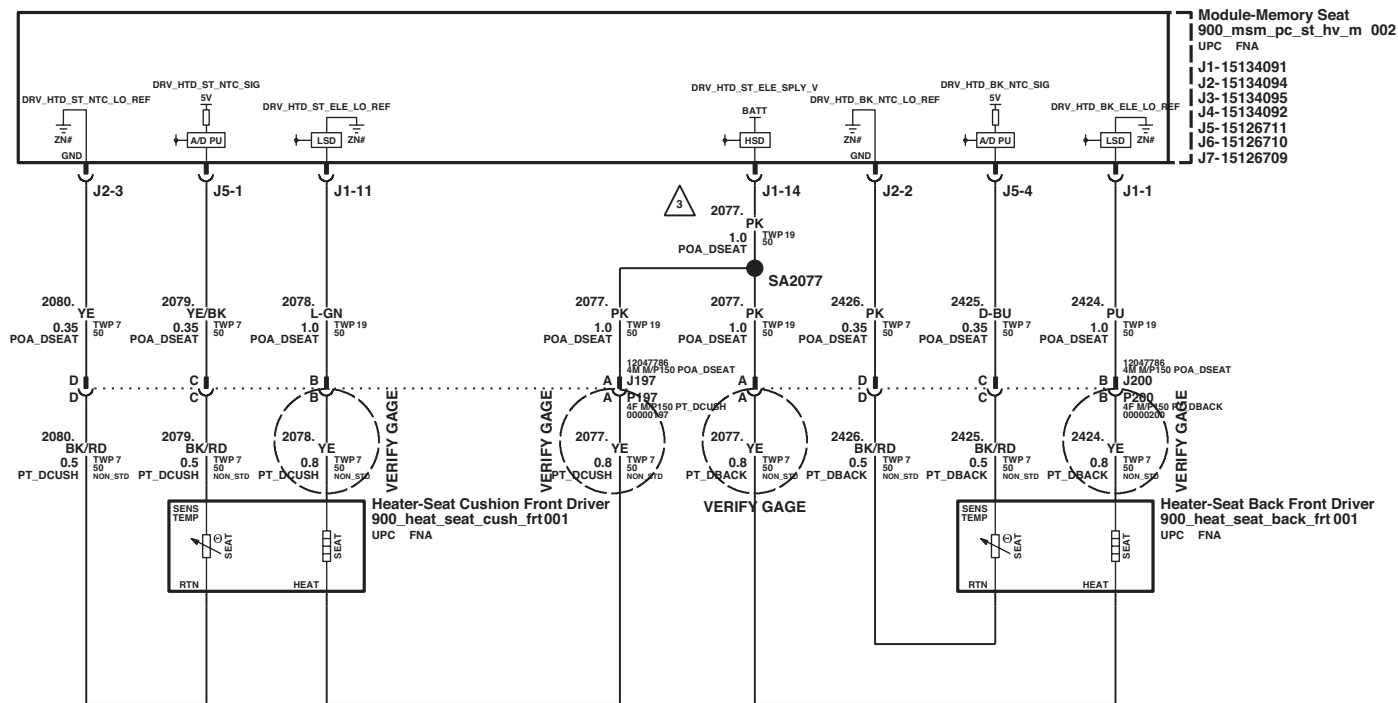 Module-Memory Seat
900_msm_pc_st_hv_m 002
UPC FNA
J1-15134091
J2-15134094
J3-15134095
J4-15134092
J5-15126711
J6-15126710
J7-15126709
DRV_HTD_ST_NTC_LO_REF
DRV_HTD_ST_NTC_SIG
DRV_HTD_ST_ELE_LO_REF
DRV_HTD_ST_ELE_SPLY_V
DRV_HTD_BK_NTC_LO_REF
DRV_HTD_BK_NTC_SIG
DRV_HTD_BK_ELE_LO_REF
5V
BATT
5V
ZN#
A/D PU
LSD
ZN#
HSD
ZN#
A/D PU
LSD
ZN#
GND
GND
J2-3
J5-1
J1-11
J1-14
J2-2
J5-4
J1-1
3
2077.
PK
1.0
TWP 19
50
POA_DSEAT
SA2077
2080.
YE
0.35
TWP 7
50
POA_DSEAT
2079.
YE/BK
0.35
TWP 7
50
POA_DSEAT
2078.
L-GN
1.0
TWP 19
50
POA_DSEAT
2077.
PK
1.0
TWP 19
50
POA_DSEAT
2077.
PK
1.0
TWP 19
50
POA_DSEAT
2426.
PK
0.35
TWP 7
50
POA_DSEAT
2425.
D-BU
0.35
TWP 7
50
POA_DSEAT
2424.
PU
1.0
TWP 19
50
POA_DSEAT
12047786
4M M/P150 POA_DSEAT
12047786
4M M/P150 POA_DSEAT
D C B A J197 A D C B J200
D C B A P197 A D C B P200
4F M/P150 PT_DCUSH
00000197
4F M/P150 PT_DBACK
00000200
2080.
BK/RD
0.5
TWP 7
50
NON_STD
PT_DCUSH
2079.
BK/RD
0.5
TWP 7
50
NON_STD
PT_DCUSH
2078.
YE
0.8
TWP 7
50
NON_STD
PT_DCUSH
VERIFY GAGE
VERIFY GAGE
2077.
YE
0.8
TWP 7
50
NON_STD
PT_DCUSH
2077.
YE
0.8
TWP 7
50
NON_STD
PT_DBACK
VERIFY GAGE
2426.
BK/RD
0.5
TWP 7
50
NON_STD
PT_DBACK
2425.
BK/RD
0.5
TWP 7
50
NON_STD
PT_DBACK
2424.
YE
0.8
TWP 7
50
NON_STD
PT_DBACK
VERIFY GAGE
SENS
TEMP
SEAT
SEAT
RTN
HEAT
Heater-Seat Cushion Front Driver
900_heat_seat_cush_frt001
UPC FNA
SENS
TEMP
SEAT
SEAT
RTN
HEAT
Heater-Seat Back Front Driver
900_heat_seat_back_frt001
UPC FNA